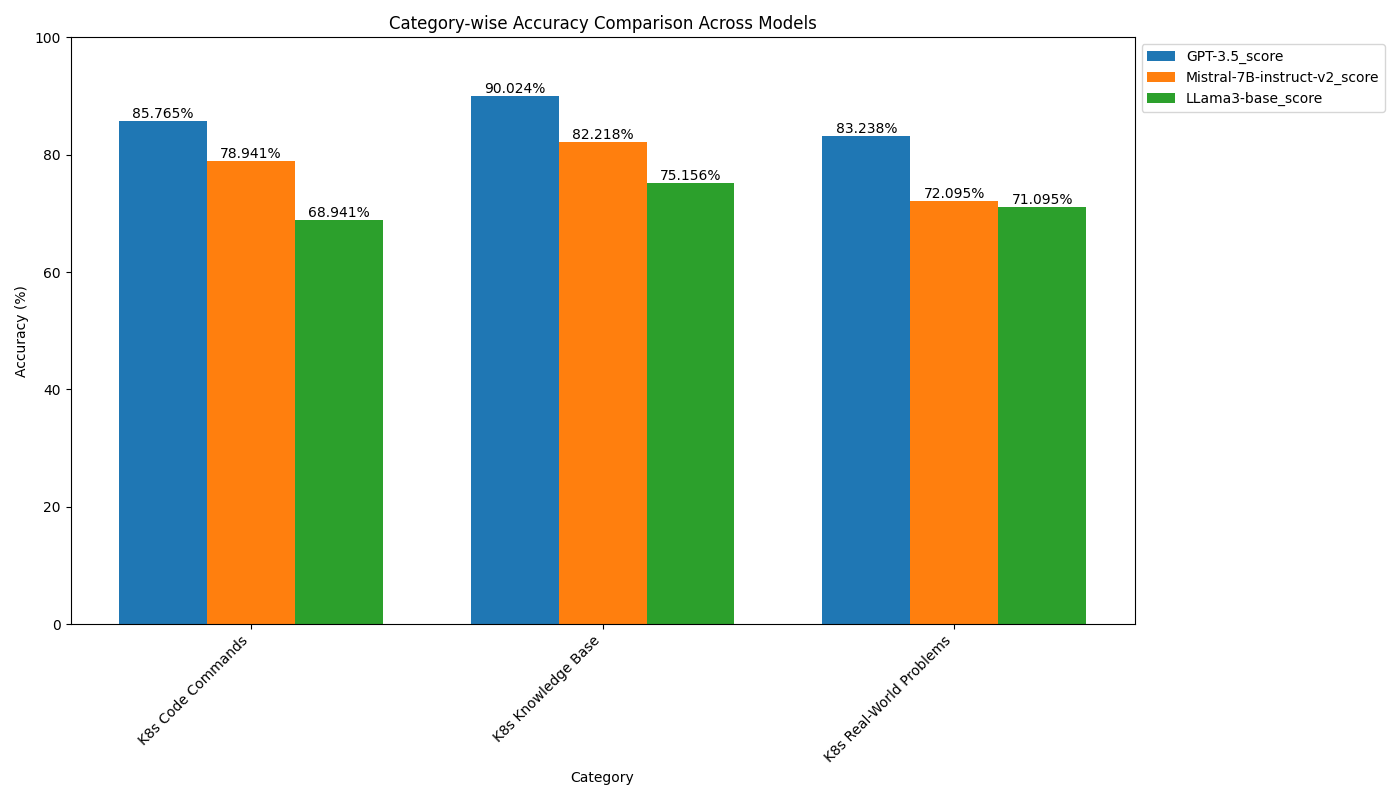 Category-wise Accuracy Comparison Across Models
GPT-3.5_score
Mistral-7B-instruct-v2_score
LLama3-base_score
Accuracy (%)
100
80
60
40
20
0
85.765%
78.941%
68.941%
90.024%
82.218%
75.156%
83.238%
72.095%
71.095%
K8s Code Commands
K8s Knowledge Base
K8s Real-World Problems
Category